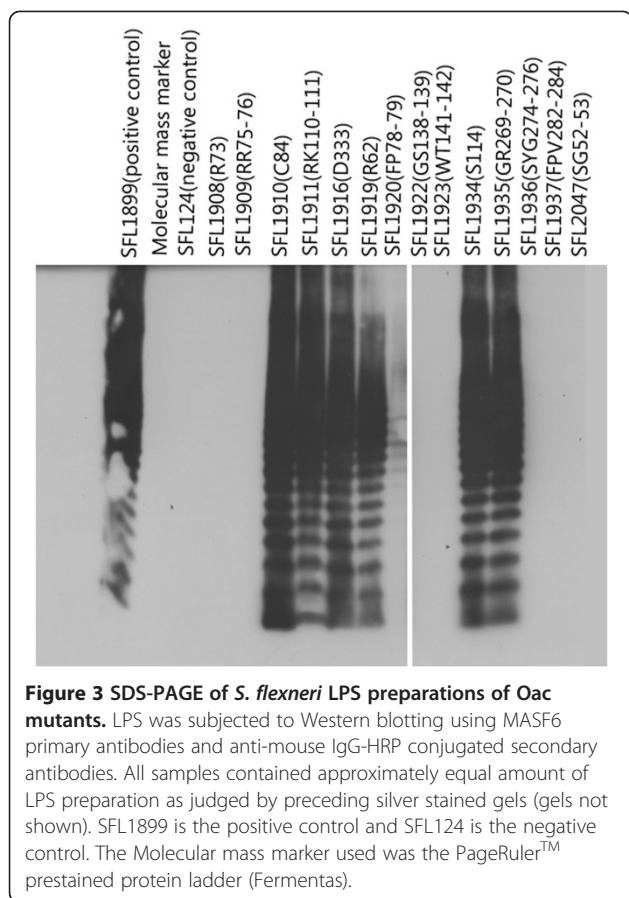 SFL1899(positive control)
Molecular mass marker
SFL124(negative control)
SFL1908(R73)
SFL1909(RR75-76)
SFL1910(C84)
SFL1911(RK110-111)
SFL1916(D333)
SFL1919(R62)
SFL1920(FP78-79)
SFL1922(GS138-139)
SFL1923(WT141-142)
SFL1934(S114)
SFL1935(GR269-270)
SFL1936(SYG274-276)
SFL1937(FPV282-284)
SFL2047(SG52-53)
Figure 3 SDS-PAGE of S. flexneri LPS preparations of Oac
mutants. LPS was subjected to Western blotting using MASF6
primary antibodies and anti-mouse IgG-HRP conjugated secondary
antibodies. All samples contained approximately equal amount of
LPS preparation as judged by preceding silver stained gels (gels not
shown). SFL1899 is the positive control and SFL124 is the negative
control. The Molecular mass marker used was the PageRuler™
prestained protein ladder (Fermentas).